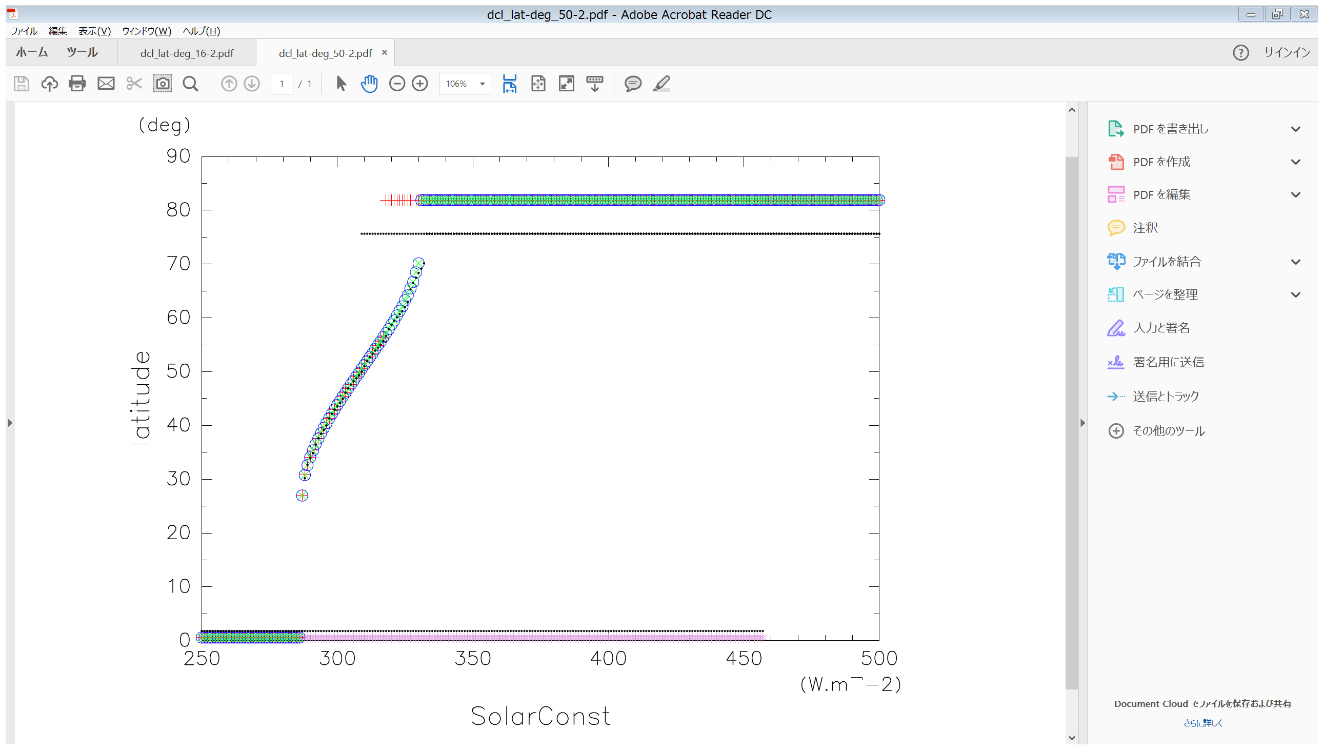 dcl_lat-deg_50-2.pdf - Adobe Acrobat Reader DC
ファイル 編集 表示(V) ウィンドウ(W) ヘルプ(H)
ホーム ツール dcl_lat-deg_16-2.pdf dcl_lat-deg_50-2.pdf × ? リインイン
1 / 1 106%
(deg)
90
80
70
60
50
40
30
20
10
0
latitude
250 300 350 400 450 500
(W.m^-2)
SolarConst
PDF を書き出し
PDF を作成
PDF を編集
注釈
ファイルを結合
ページを整理
入力と署名
署名用に送信
送信とトラック
その他のツール
Document Cloud でファイルを保存および共有
さらに詳しく